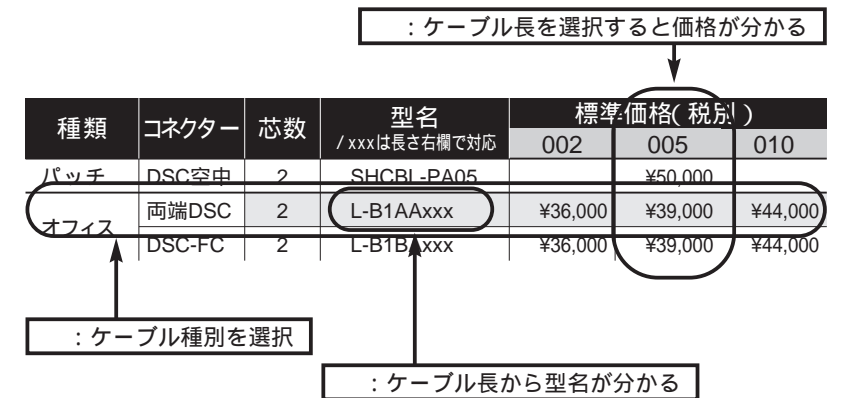 ：ケーブル長を選択すると価格が分かる
種類 コネクター 芯数 型名 標準価格(税別)
/xxxは長さ右欄で対応 002 005 010
パッチ DSC空中 2 SHCBL-PA05 ¥50,000
オフィス 両端DSC 2 L-B1AAxxx ¥36,000 ¥39,000 ¥44,000
DSC-FC 2 L-B1BAxxx ¥36,000 ¥39,000 ¥44,000
：ケーブル種別を選択
：ケーブル長から型名が分かる